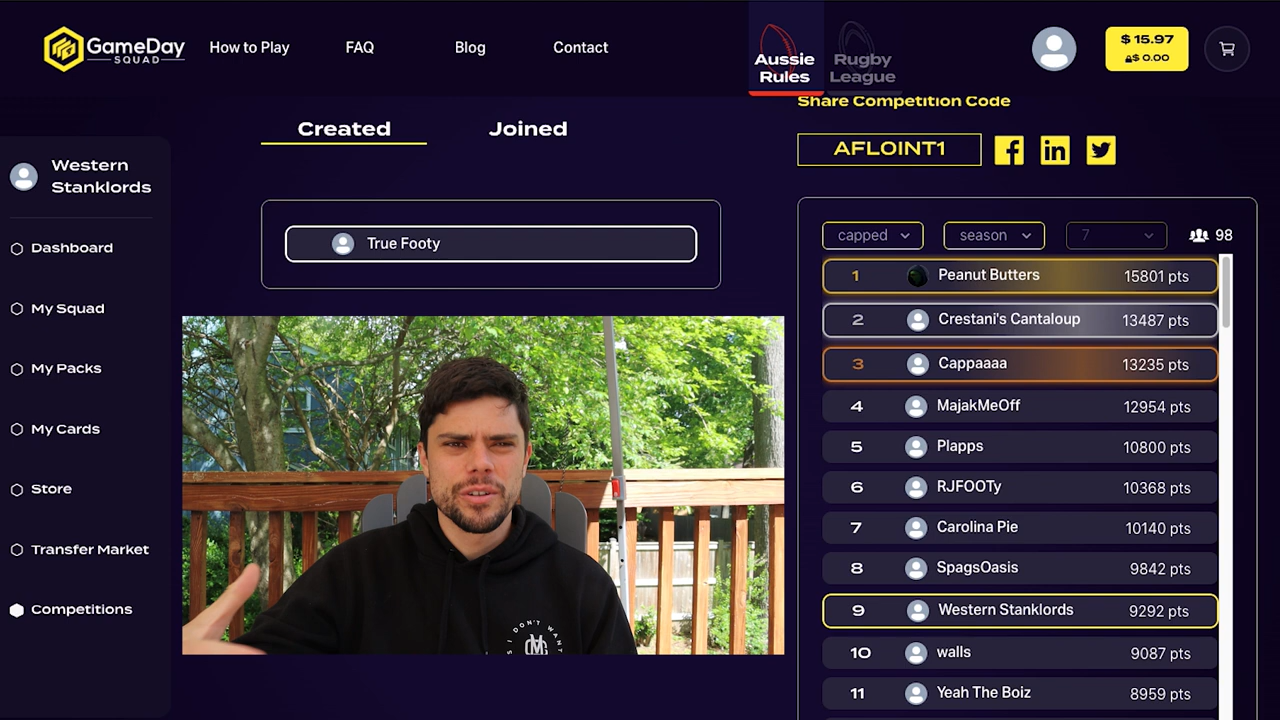 GameDay
SQUAD
How to Play
FAQ
Blog
Contact
Aussie
Rules
Rugby
League
$ 15.97
$ 0.00
Western
Stanklords
Dashboard
My Squad
My Packs
My Cards
Store
Transfer Market
Competitions
Created
Joined
True Footy
Share Competition Code
AFLOINT1
capped
season
7
98
1 Peanut Butters 15801 pts
2 Crestani's Cantaloup 13487 pts
3 Cappaaaa 13235 pts
4 MajakMeOff 12954 pts
5 Plapps 10800 pts
6 RJFOOTy 10368 pts
7 Carolina Pie 10140 pts
8 SpagsOasis 9842 pts
9 Western Stanklords 9292 pts
10 walls 9087 pts
11 Yeah The Boiz 8959 pts
I DON'T WANT